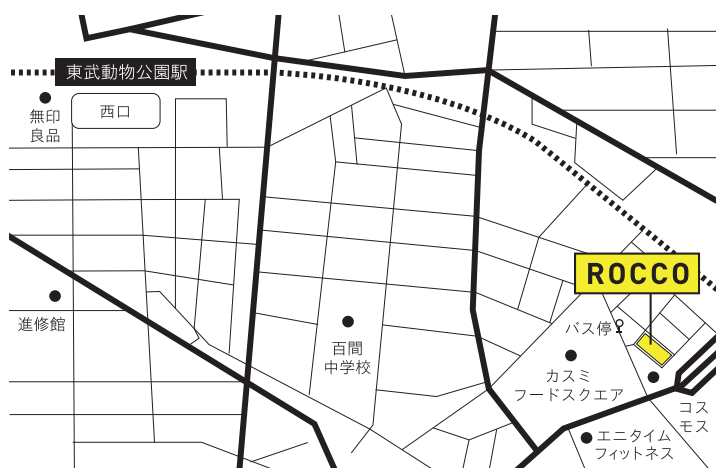 東武動物公園駅
西口
無印
良品
ROCCO
進修館
百間
中学校
バス停
カスミ
フードスクエア
コス
モス
エニタイム
フィットネス